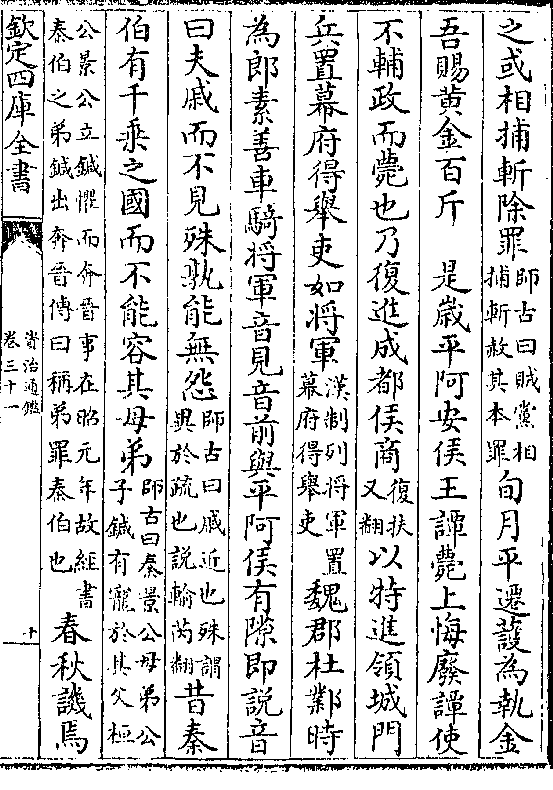 之或相捕斬除罪師古曰賊黨相捕斬赦其本罪旬月平遷護為執金
吾賜黄金百斤　是歲平阿安侯王譚薨上悔廢譚使
不輔政而薨也乃復進成都侯商復扶又翻以特進領城門
兵置幕府得舉吏如將軍漢制列將軍置幕府得舉吏魏郡杜鄴時
為郎素善車騎將軍音見音前與平阿侯有隙即説音
曰夫戚而不見殊孰能無怨師古曰戚近也殊謂異於疏也説輸芮翻昔秦
伯有千乘之國而不能容其母弟師古曰秦景公母弟公子鍼有寵於其父桓
公景公立鍼懼而奔晉事在昭元年故經書秦伯之弟鍼出奔晉傳曰稱弟罪秦伯也春秋譏焉
欽定四庫全書
資治通鑑
卷三十一
十